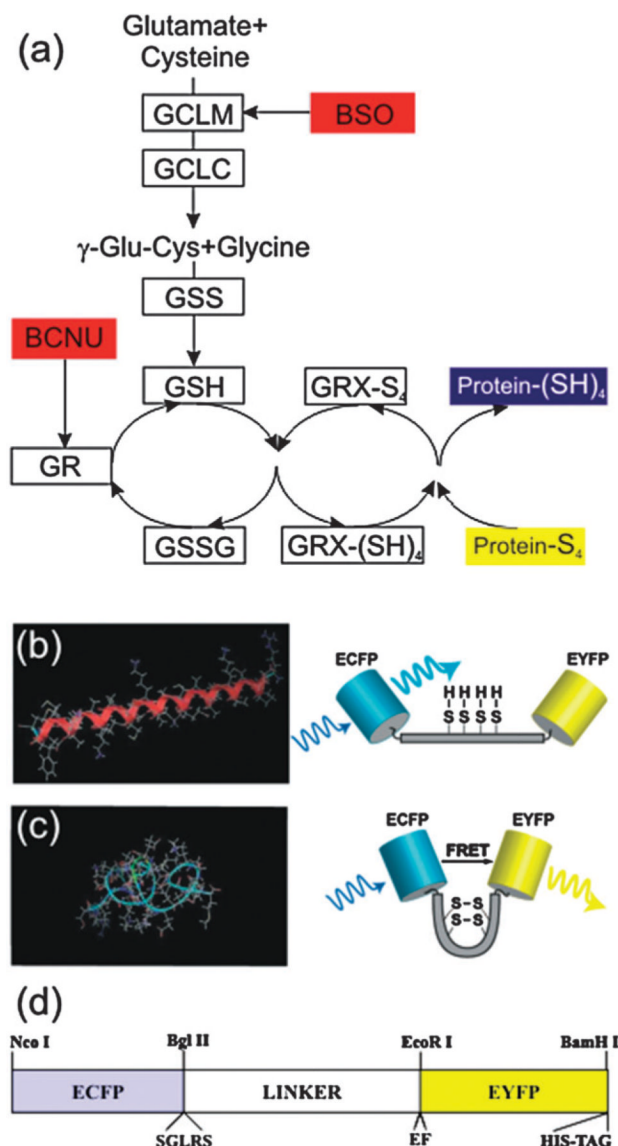 (a)
Glutamate+
Cysteine
GCLM
BSO
GCLC
γ-Glu-Cys+Glycine
GSS
BCNU
GSH
GRX-S₄
Protein-(SH)₄
GR
GSSG
GRX-(SH)₄
Protein-S₄
(b)
ECFP
EYFP
H H H H
S S S S
(c)
ECFP
EYFP
FRET
S-S
S-S
(d)
Nco I
Bgl II
EcoR I
BamH I
ECFP
LINKER
EYFP
SGLRS
EF
HIS-TAG